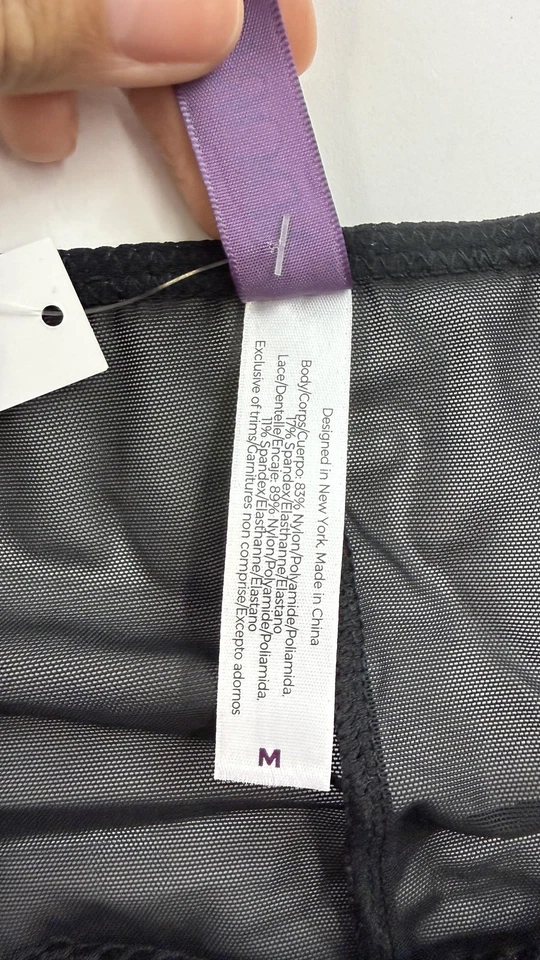 Designed in New York. Made in China
Body/Corps/Cuerpo: 83% Nylon/Polyamide/Poliamida,
17% Spandex/Elasthanne/Elastano
Lace/Dentelle/Encaje: 89% Nylon/Polyamide/Poliamida,
11% Spandex/Elasthanne/Elastano
Exclusive of trims/Garnitures non comprise/Excepto adornos
M